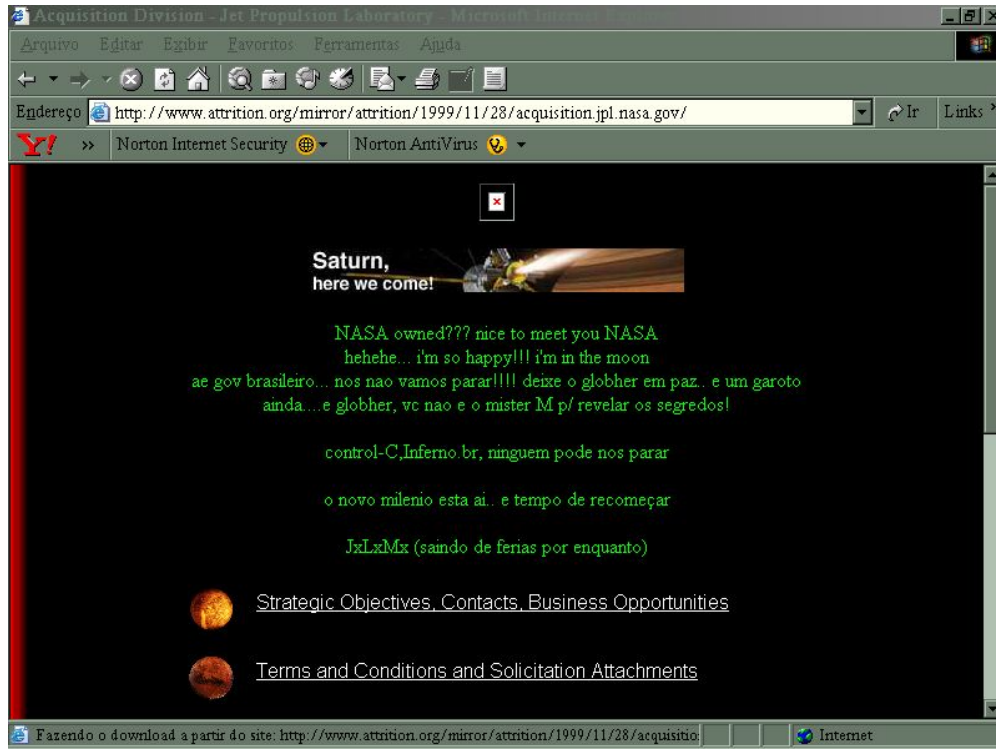 Acquisition Division - Jet Propulsion Laboratory - Microsoft Internet
Arquivo Editar Exibir Favoritos Ferramentas Ajuda
Endereço http://www.attrition.org/mirror/attrition/1999/11/28/acquisition.jpl.nasa.gov/ Ir Links
Y! Norton Internet Security Norton AntiVirus
Saturn,
here we come!
NASA owned??? nice to meet you NASA
hehehe... i'm so happy!!! i'm in the moon
ae gov brasileiro... nos nao vamos parar!!!! deixe o globher em paz.. e um garoto
ainda....e globher, vc nao e o mister M p/ revelar os segredos!
control-C,Inferno.br, ninguem pode nos parar
o novo milenio esta ai.. e tempo de recomeçar
JxLxMx (saindo de ferias por enquanto)
Strategic Objectives, Contacts, Business Opportunities
Terms and Conditions and Solicitation Attachments
Fazendo o download a partir do site: http://www.attrition.org/mirror/attrition/1999/11/28/acquisitio Internet